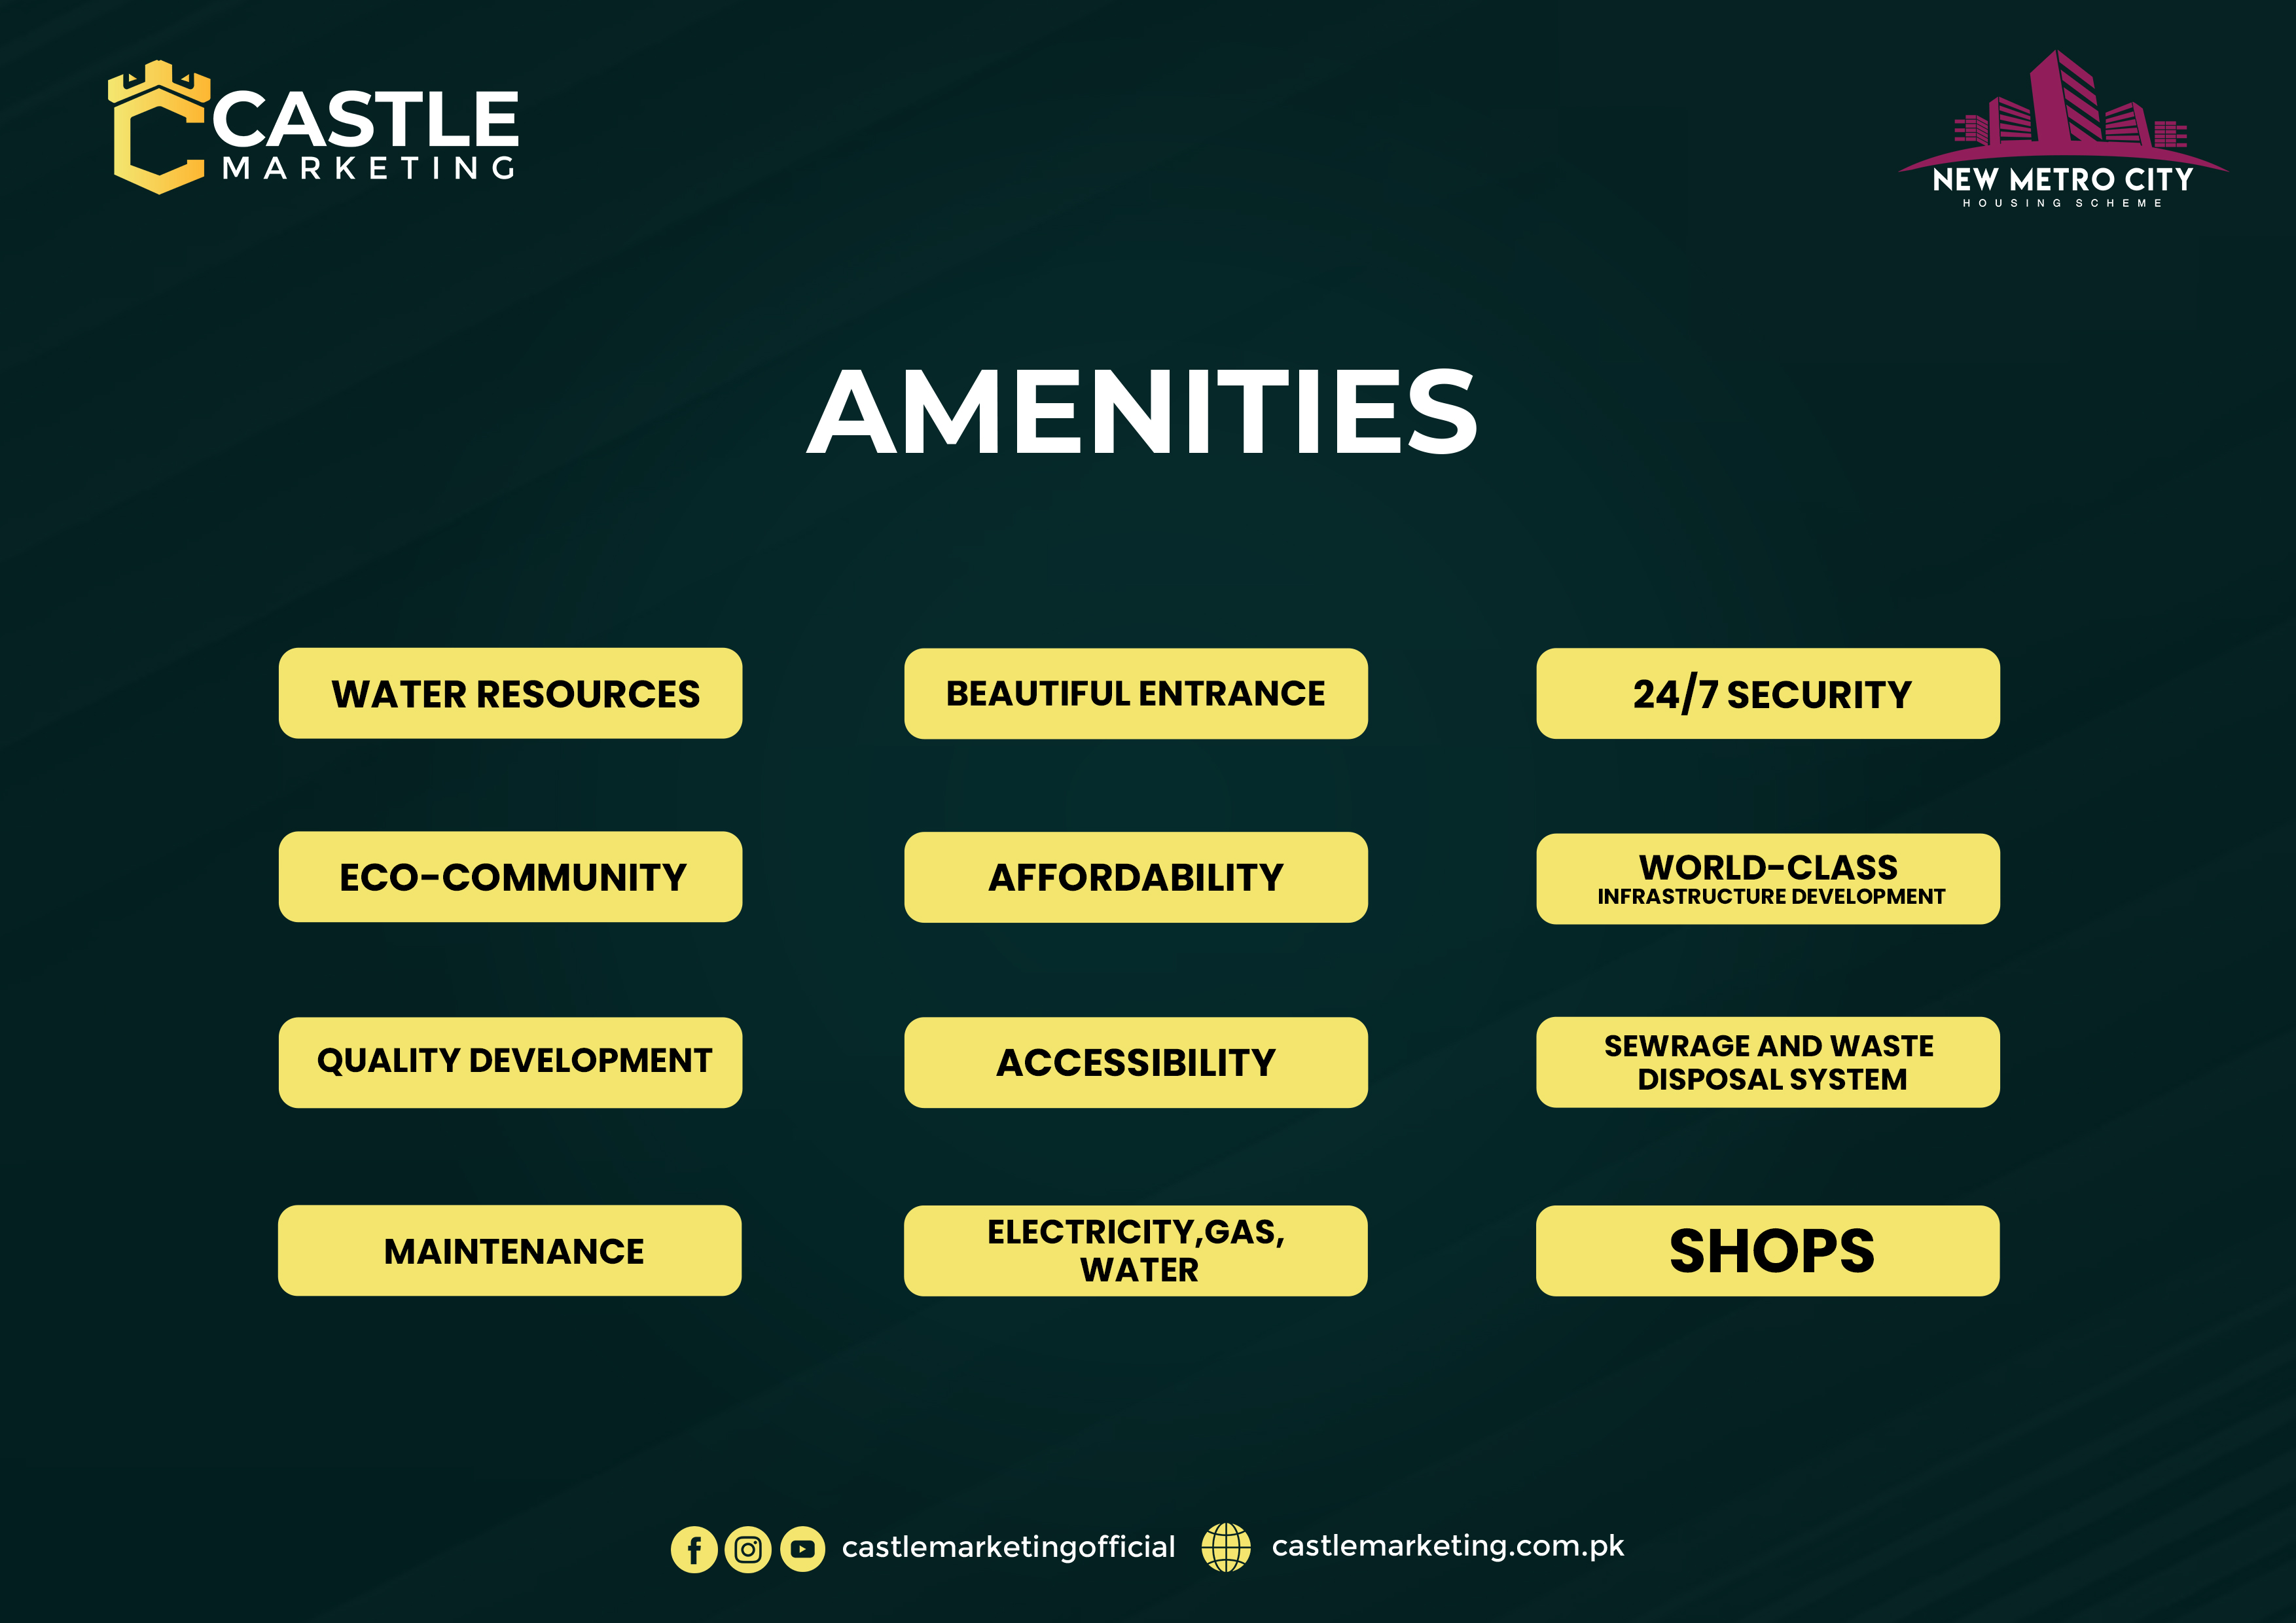 CASTLE
MARKETING
NEW METRO CITY
HOUSING SCHEME
AMENITIES
WATER RESOURCES
BEAUTIFUL ENTRANCE
24/7 SECURITY
ECO-COMMUNITY
AFFORDABILITY
WORLD-CLASS
INFRASTRUCTURE DEVELOPMENT
QUALITY DEVELOPMENT
ACCESSIBILITY
SEWRAGE AND WASTE
DISPOSAL SYSTEM
MAINTENANCE
ELECTRICITY,GAS,
WATER
SHOPS
castlemarketingofficial
castlemarketing.com.pk